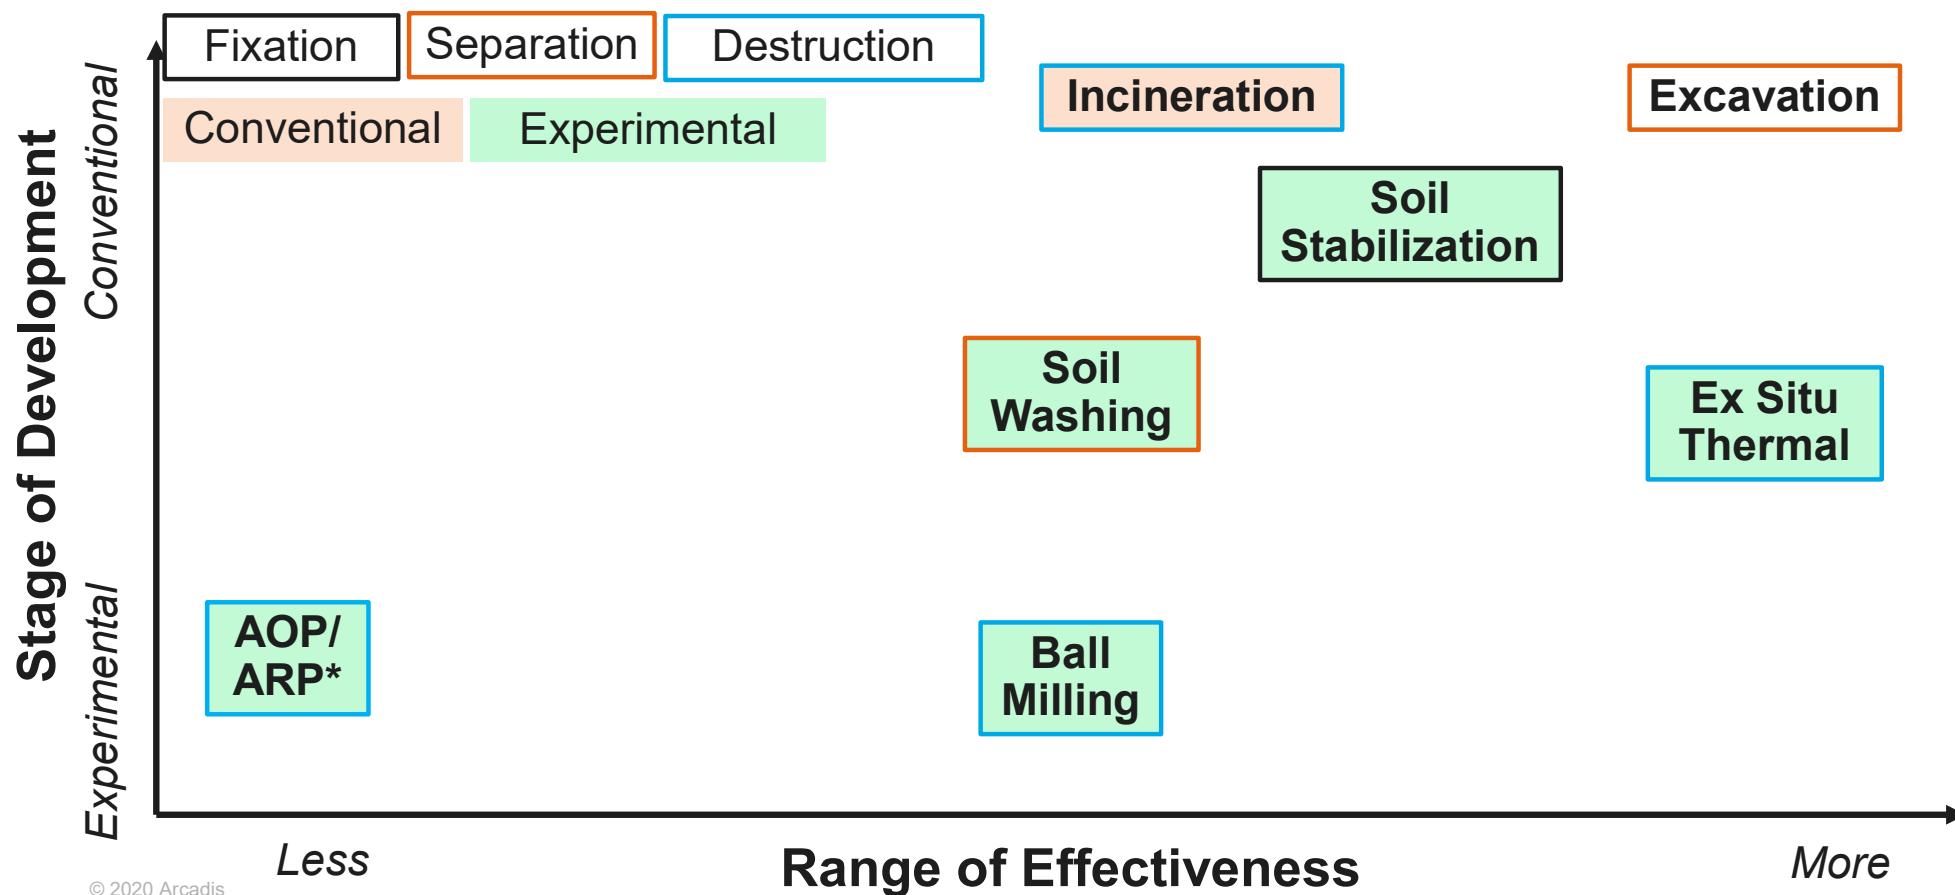 Fixation
Separation
Destruction
Conventional
Experimental
Incineration
Excavation
Soil
Stabilization
Soil
Washing
Ex Situ
Thermal
AOP/
ARP*
Ball
Milling
Stage of Development
Conventional
Experimental
Less
Range of Effectiveness
More
© 2020 Arcadis